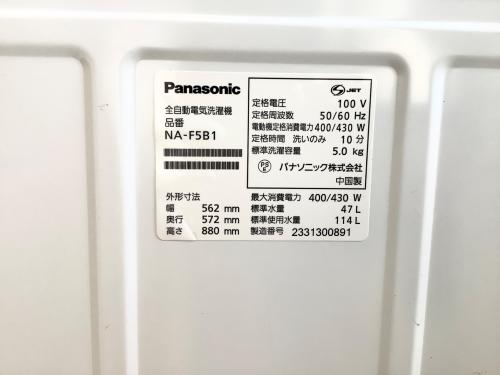 Panasonic
全自動電気洗濯機
品番
NA-F5B1
外形寸法
幅 562 mm
奥行 572 mm
高さ 880 mm
S JET
定格電圧 100 V
定格周波数 50/60 Hz
電動機定格消費電力 400/430 W
定格時間 洗いのみ 10 分
標準洗濯容量 5.0 kg
PS E パナソニック株式会社
中国製
最大消費電力 400/430 W
標準水量 47 L
標準使用水量 114 L
製造番号 2331300891